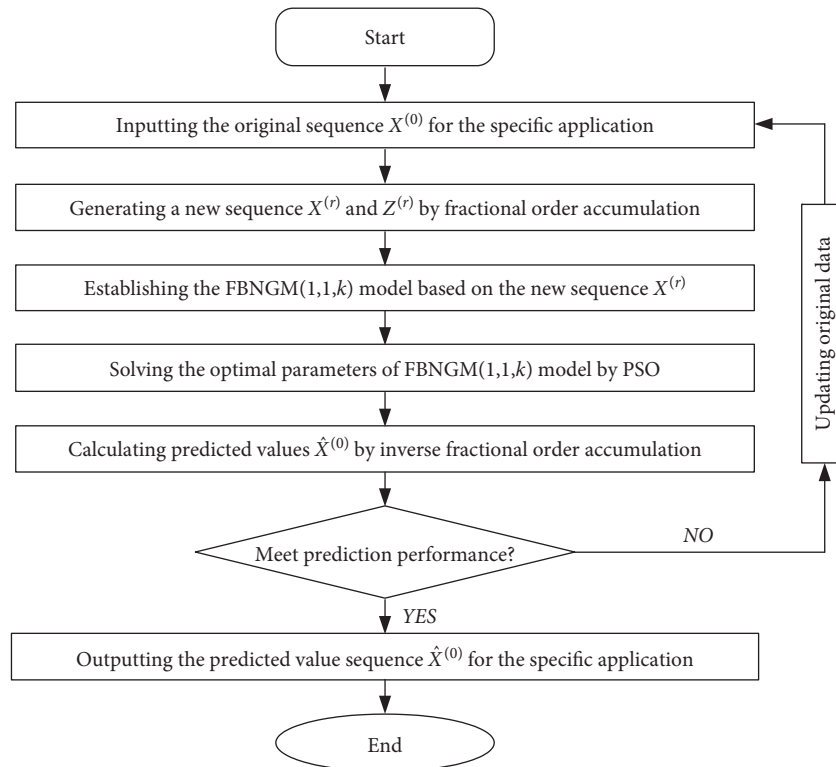 Start
Inputting the original sequence X^(0) for the specific application
Generating a new sequence X^(r) and Z^(r) by fractional order accumulation
Establishing the FBNGM(1,1,k) model based on the new sequence X^(r)
Solving the optimal parameters of FBNGM(1,1,k) model by PSO
Calculating predicted values X̂^(0) by inverse fractional order accumulation
Meet prediction performance?
NO
Updating original data
YES
Outputting the predicted value sequence X̂^(0) for the specific application
End